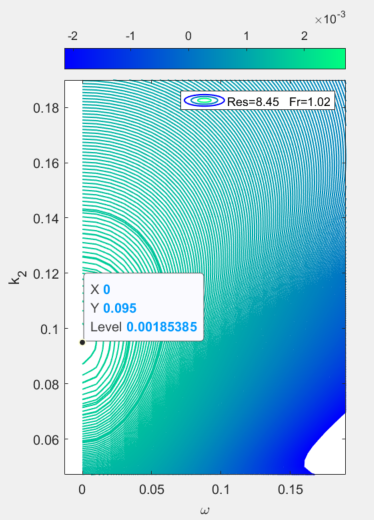 ×10⁻³
-2 -1 0 1 2
Res=8.45 Fr=1.02
0.18
0.16
0.14
0.12
X 0
Y 0.095
Level 0.00185385
0.1
0.08
0.06
k₂
0 0.05 0.1 0.15
ω